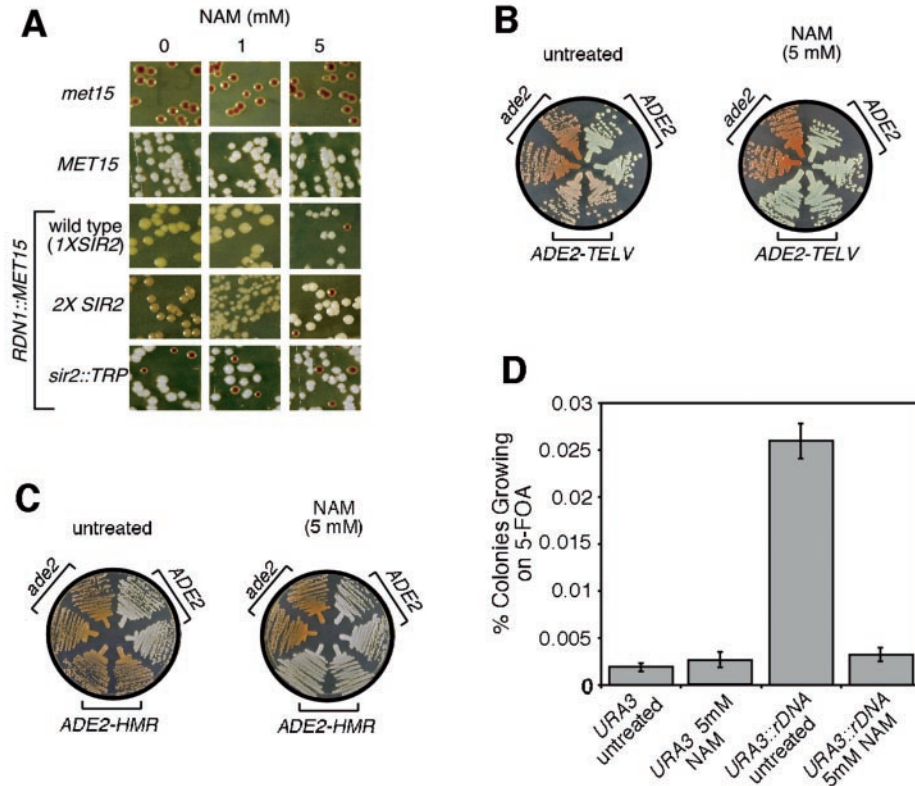 A
NAM (mM)
0 1 5
met15
MET15
RDN1::MET15
wild type
(1XSIR2)
2X SIR2
sir2::TRP
B
untreated
NAM
(5 mM)
ade2
ADE2
ADE2-TELV
ade2
ADE2
ADE2-TELV
C
untreated
NAM
(5 mM)
ade2
ADE2
ADE2-HMR
ade2
ADE2
ADE2-HMR
D
% Colonies Growing
on 5-FOA
0.03
0.025
0.02
0.015
0.01
0.005
0
URA3
untreated
URA3 5mM
NAM
URA3::rDNA
untreated
URA3::rDNA
5mM NAM